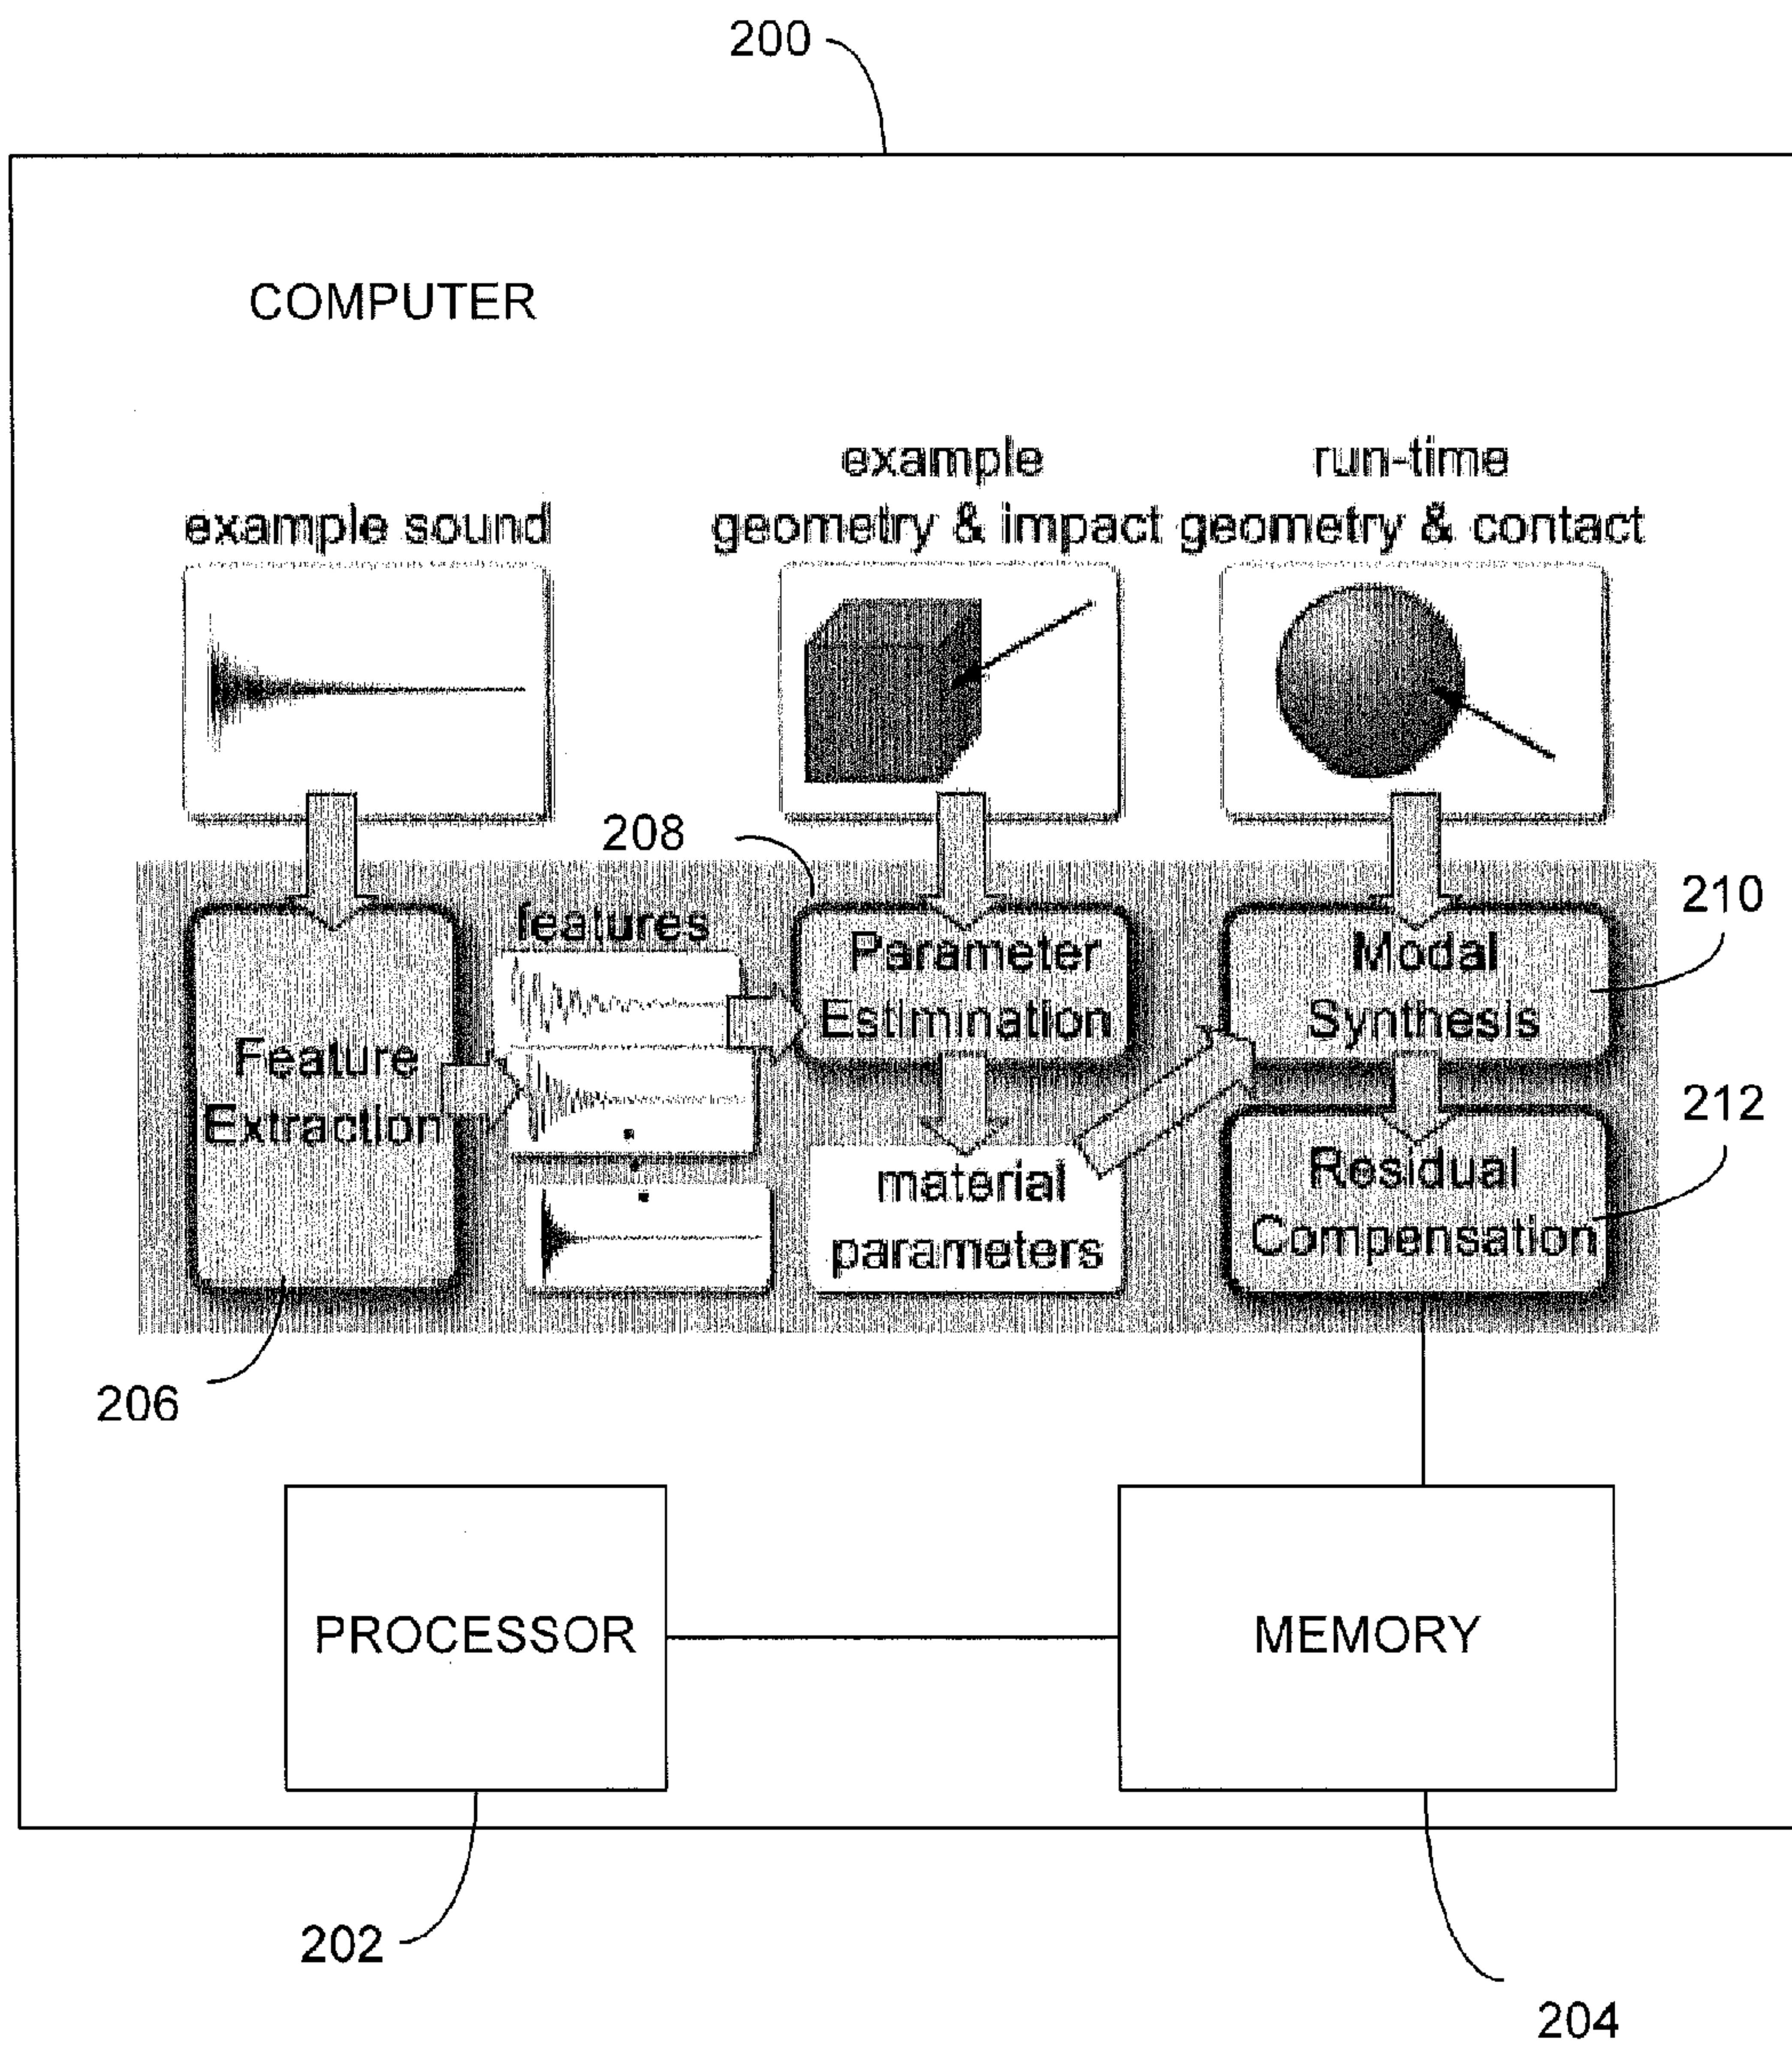 200
COMPUTER
example sound
example
geometry & impact
run-time
geometry & contact
208
210
features
Parameter
Estimination
Modal
Synthesis
Feature
Extraction
212
material
parameters
Residual
Compensation
206
PROCESSOR
MEMORY
202
204